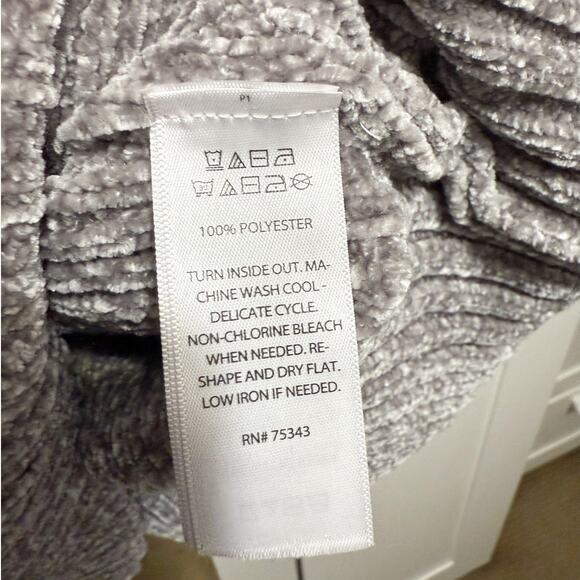 P1
100% POLYESTER
TURN INSIDE OUT. MA-
CHINE WASH COOL -
DELICATE CYCLE.
NON-CHLORINE BLEACH
WHEN NEEDED. RE-
SHAPE AND DRY FLAT.
LOW IRON IF NEEDED.
RN# 75343